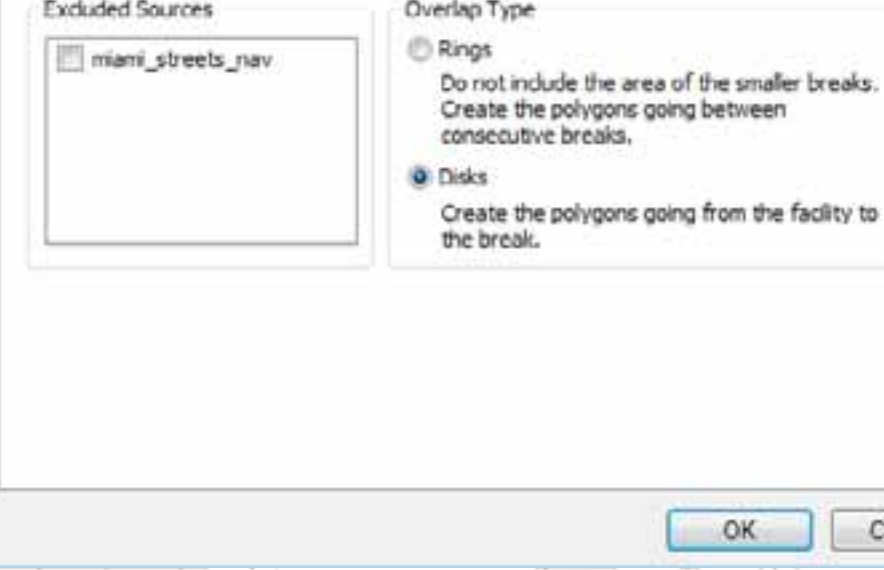 Excluded Sources
miami_streets_nav
Overlap Type
Rings
Do not include the area of the smaller breaks.
Create the polygons going between
consecutive breaks.
Disks
Create the polygons going from the facility to
the break.
OK